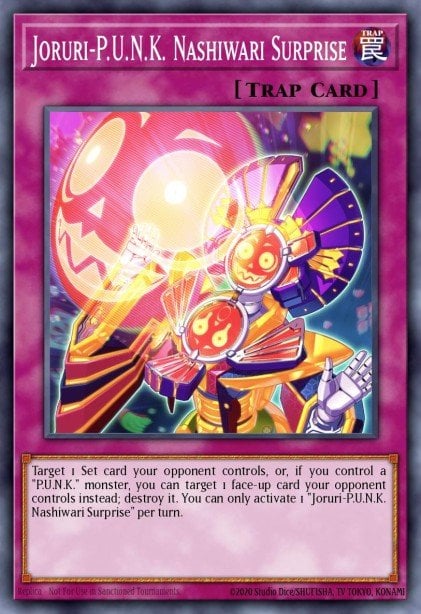 Joruri-P.U.N.K. Nashiwari Surprise
TRAP
罠
[Trap Card]
Target 1 Set card your opponent controls, or, if you control a
"P.U.N.K." monster, you can target 1 face-up card your opponent
controls instead; destroy it. You can only activate 1 "Joruri-P.U.N.K.
Nashiwari Surprise" per turn.
Replica - Not For Use in Sanctioned Tournaments
©2020 Studio Dice/SHUEISHA, TV TOKYO, KONAMI